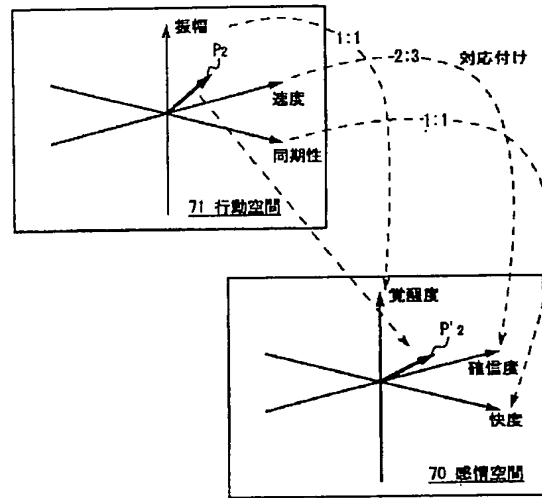 振幅
P₂
1:1
2:3
対応付け
速度
1:1
同期性
71 行動空間
覚醒度
P'₂
確信度
快度
70 感情空間